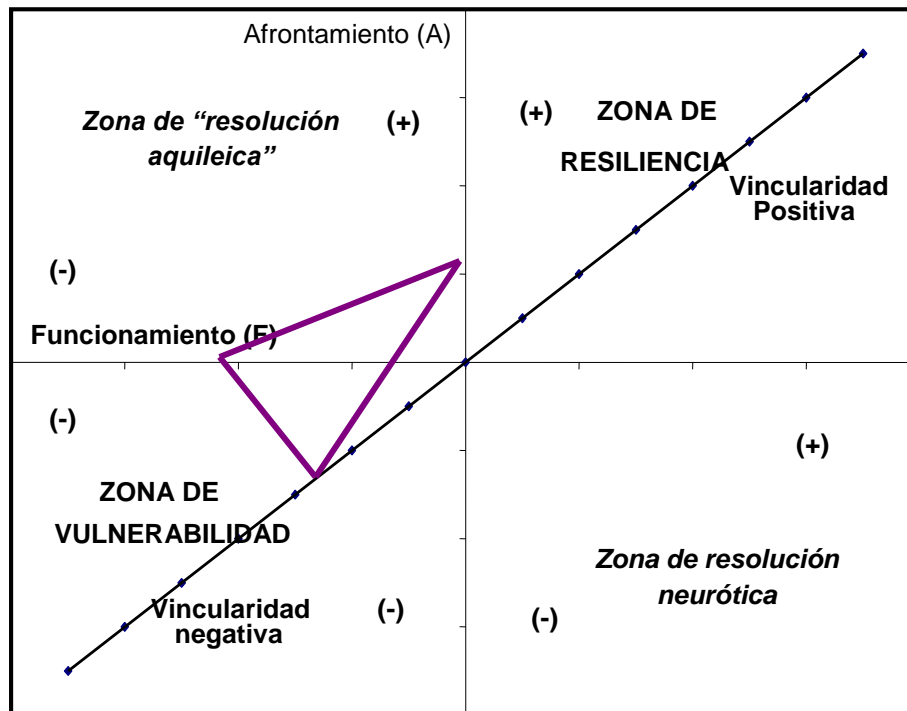 Afrontamiento (A)
Zona de “resolución
aquileica”
(+)
(+)
ZONA DE
RESILIENCIA
Vincularidad
Positiva
(-)
Funcionamiento (F)
(-)
(+)
ZONA DE
VULNERABILIDAD
Zona de resolución
neurótica
Vincularidad
negativa
(-)
(-)